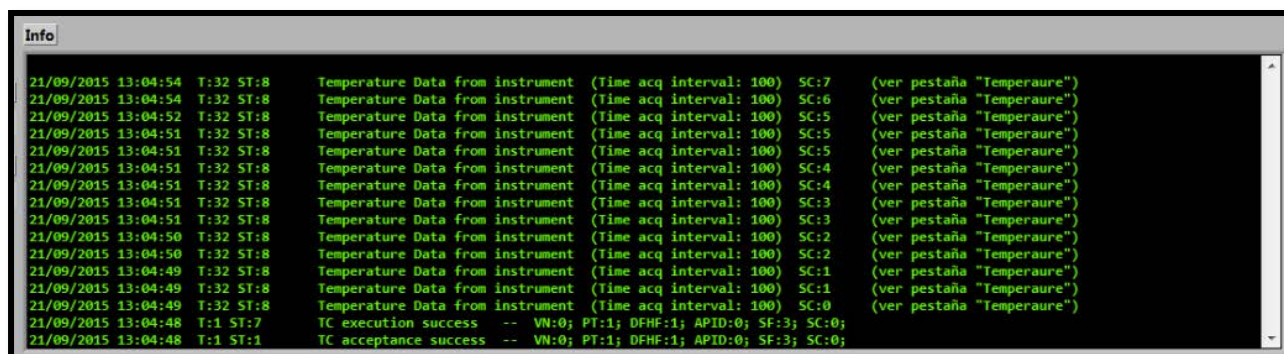 Info
21/09/2015 13:04:54 T:32 ST:8 Temperature Data from instrument (Time acq interval: 100) SC:7 (ver pestaña "Temperaure")
21/09/2015 13:04:54 T:32 ST:8 Temperature Data from instrument (Time acq interval: 100) SC:6 (ver pestaña "Temperaure")
21/09/2015 13:04:52 T:32 ST:8 Temperature Data from instrument (Time acq interval: 100) SC:5 (ver pestaña "Temperaure")
21/09/2015 13:04:51 T:32 ST:8 Temperature Data from instrument (Time acq interval: 100) SC:5 (ver pestaña "Temperaure")
21/09/2015 13:04:51 T:32 ST:8 Temperature Data from instrument (Time acq interval: 100) SC:5 (ver pestaña "Temperaure")
21/09/2015 13:04:51 T:32 ST:8 Temperature Data from instrument (Time acq interval: 100) SC:4 (ver pestaña "Temperaure")
21/09/2015 13:04:51 T:32 ST:8 Temperature Data from instrument (Time acq interval: 100) SC:4 (ver pestaña "Temperaure")
21/09/2015 13:04:51 T:32 ST:8 Temperature Data from instrument (Time acq interval: 100) SC:3 (ver pestaña "Temperaure")
21/09/2015 13:04:51 T:32 ST:8 Temperature Data from instrument (Time acq interval: 100) SC:3 (ver pestaña "Temperaure")
21/09/2015 13:04:50 T:32 ST:8 Temperature Data from instrument (Time acq interval: 100) SC:2 (ver pestaña "Temperaure")
21/09/2015 13:04:50 T:32 ST:8 Temperature Data from instrument (Time acq interval: 100) SC:2 (ver pestaña "Temperaure")
21/09/2015 13:04:49 T:32 ST:8 Temperature Data from instrument (Time acq interval: 100) SC:1 (ver pestaña "Temperaure")
21/09/2015 13:04:49 T:32 ST:8 Temperature Data from instrument (Time acq interval: 100) SC:1 (ver pestaña "Temperaure")
21/09/2015 13:04:49 T:32 ST:8 Temperature Data from instrument (Time acq interval: 100) SC:0 (ver pestaña "Temperaure")
21/09/2015 13:04:48 T:1 ST:7 TC execution success -- VN:0; PT:1; DFHF:1; APID:0; SF:3; SC:0;
21/09/2015 13:04:48 T:1 ST:1 TC acceptance success -- VN:0; PT:1; DFHF:1; APID:0; SF:3; SC:0;